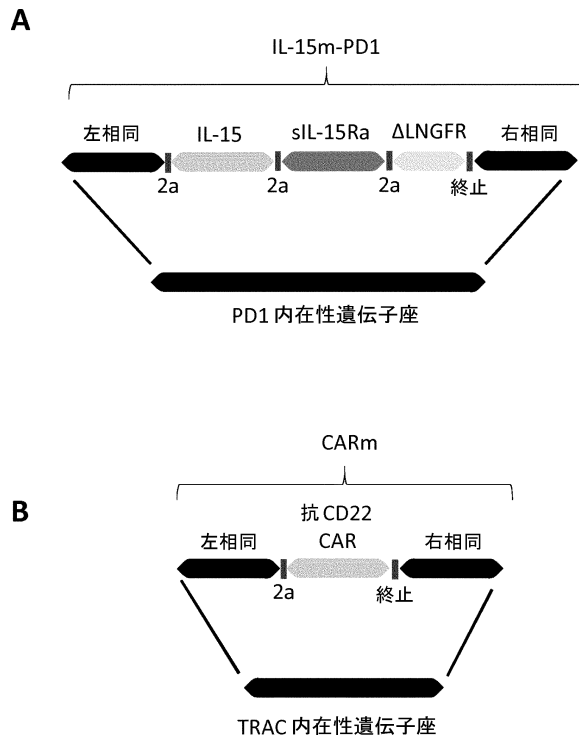 A
IL-15m-PD1
左相同 IL-15 sIL-15Ra ΔLNGFR 右相同
2a 2a 2a 終止
PD1 内在性遺伝子座
CARm
B
抗 CD22
左相同 CAR 右相同
2a 終止
TRAC 内在性遺伝子座